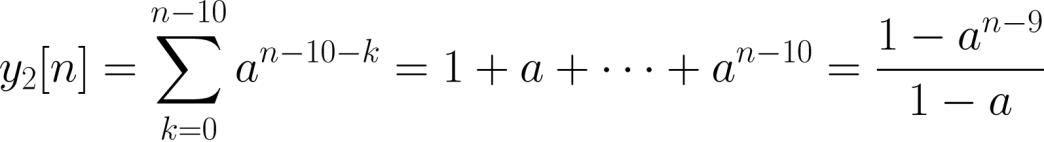 y_2[n] = \sum_{k=0}^{n-10} a^{n-10-k} = 1 + a + \cdots + a^{n-10} = \frac{1 - a^{n-9}}{1 - a}